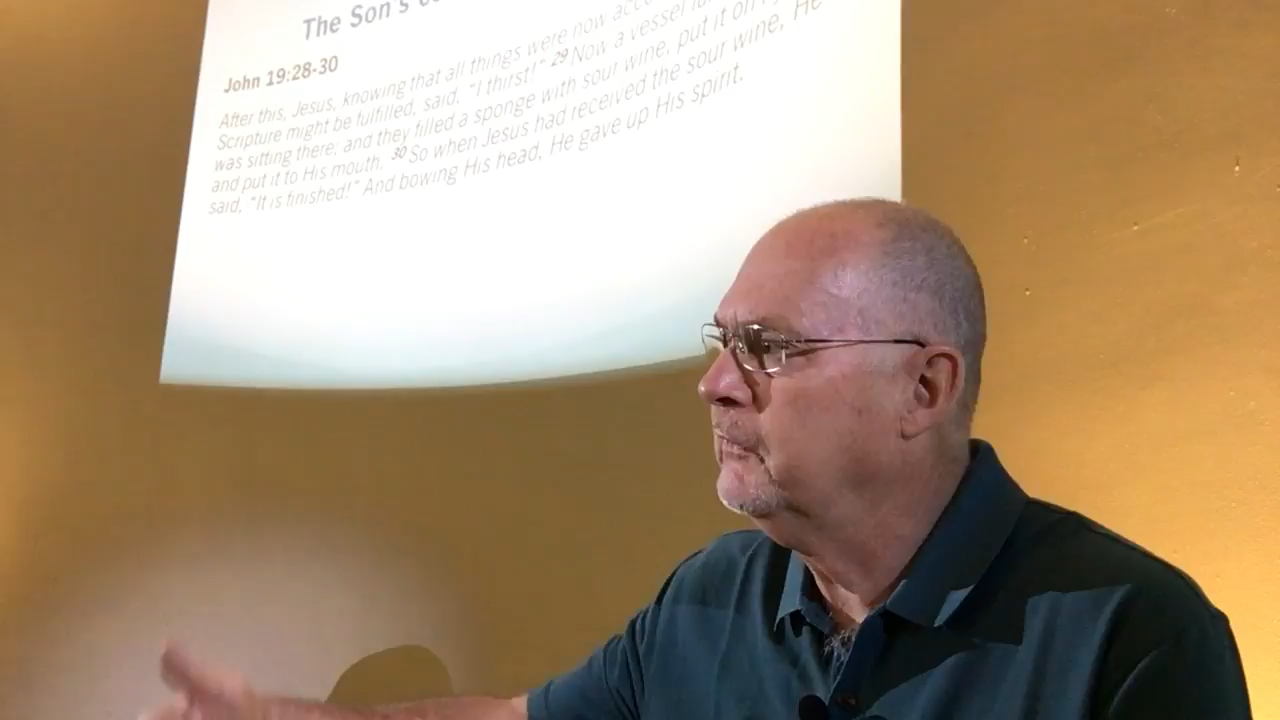 The Son's
John 19:28-30
After this, Jesus, knowing that all things were now
Scripture might be fulfilled, said, "I thirst!" 29 Now a vessel
was sitting there; and they filled a sponge with sour wine, put it on
and put it to His mouth. 30 So when Jesus had received the sour wine, He
said, "It is finished!" And bowing His head, He gave up His spirit.